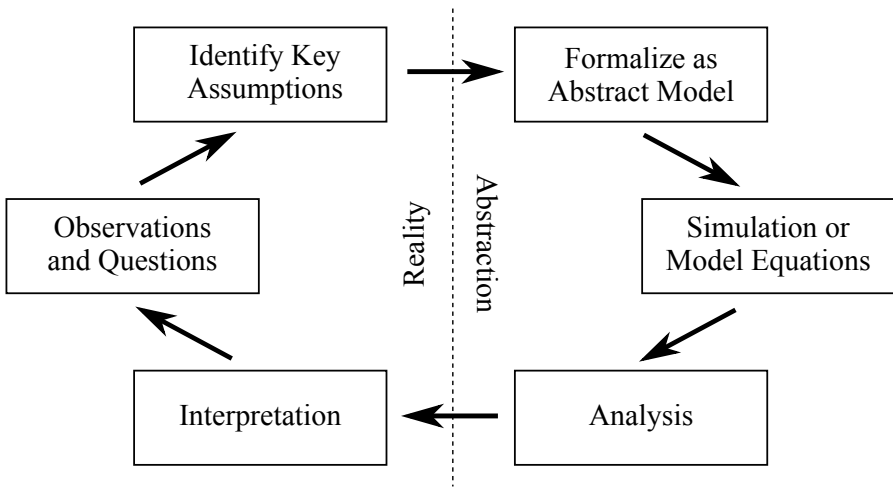 Identify Key
Assumptions
Formalize as
Abstract Model
Reality
Abstraction
Observations
and Questions
Simulation or
Model Equations
Interpretation
Analysis